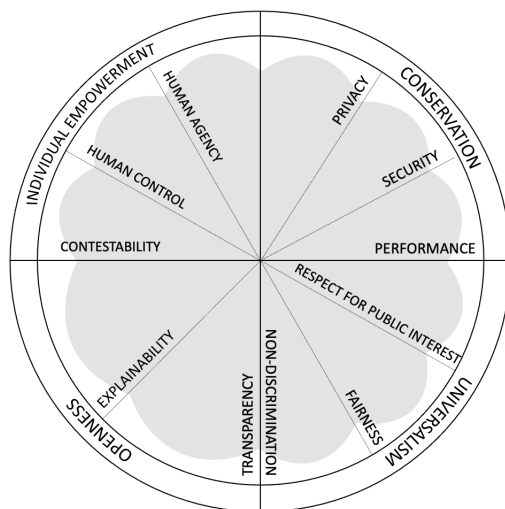 INDIVIDUAL EMPOWERMENT
CONSERVATION
HUMAN AGENCY
PRIVACY
HUMAN CONTROL
SECURITY
CONTESTABILITY
PERFORMANCE
RESPECT FOR PUBLIC INTEREST
EXPLAINABILITY
TRANSPARENCY
NON-DISCRIMINATION
FAIRNESS
OPENNESS
UNIVERSALISM